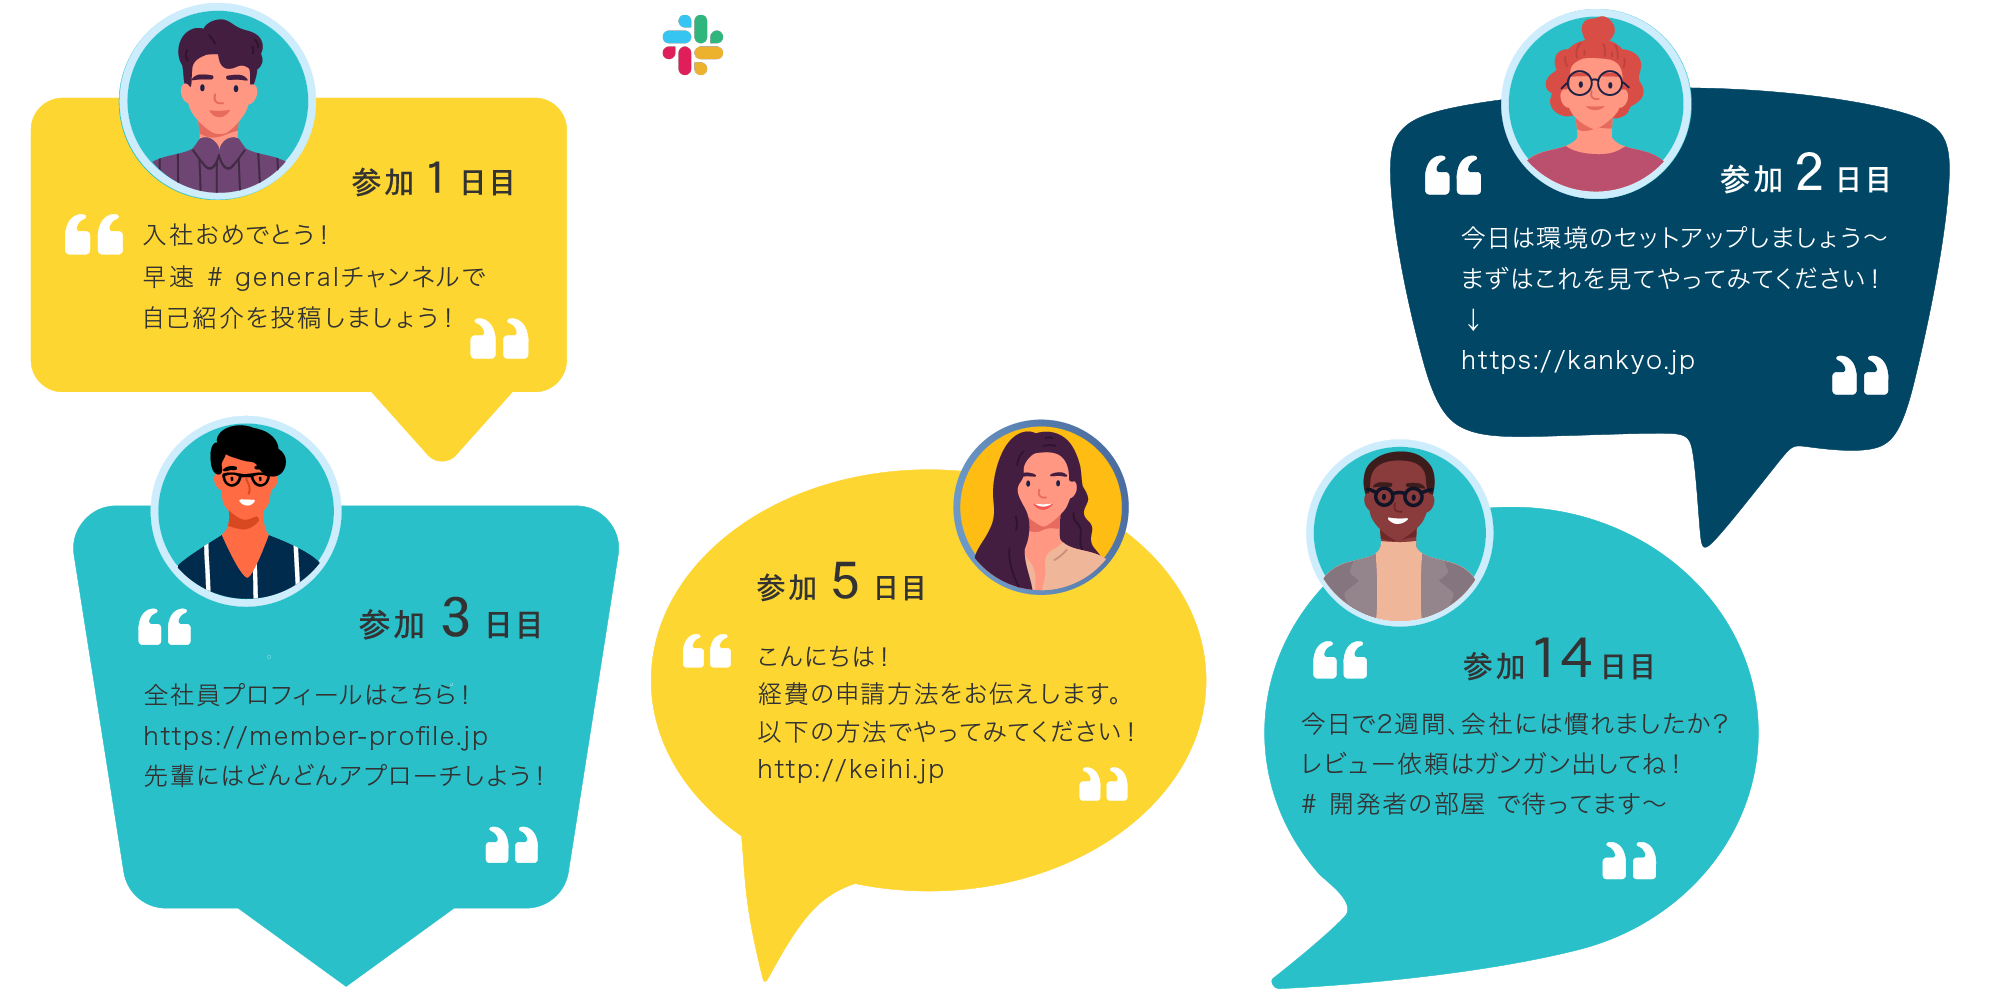 参加 1 日目
入社おめでとう！
早速 # generalチャンネルで
自己紹介を投稿しましょう！
参加 2 日目
今日は環境のセットアップしましょう〜
まずはこれを見てやってみてください！
↓
https://kankyo.jp
参加 3 日目
全社員プロフィールはこちら！
https://member-profile.jp
先輩にはどんどんアプローチしよう！
参加 5 日目
こんにちは！
経費の申請方法をお伝えします。
以下の方法でやってみてください！
http://keihi.jp
参加 14 日目
今日で2週間、会社には慣れましたか？
レビュー依頼はガンガン出してね！
# 開発者の部屋 で待ってます〜